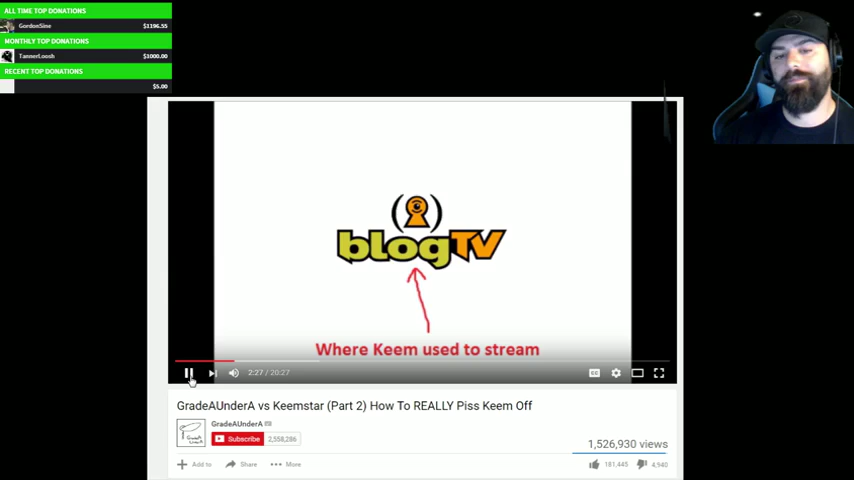 ALL TIME TOP DONATIONS
GordonSine $1196.55
MONTHLY TOP DONATIONS
TannerLoosh $1000.00
RECENT TOP DONATIONS
$5.00
blogTV
Where Keem used to stream
2:27 / 20:27
CC
GradeAUnderA vs Keemstar (Part 2) How To REALLY Piss Keem Off
GradeAUnderA
Subscribe 2,558,286
1,526,930 views
Add to Share More 181,445 4,940